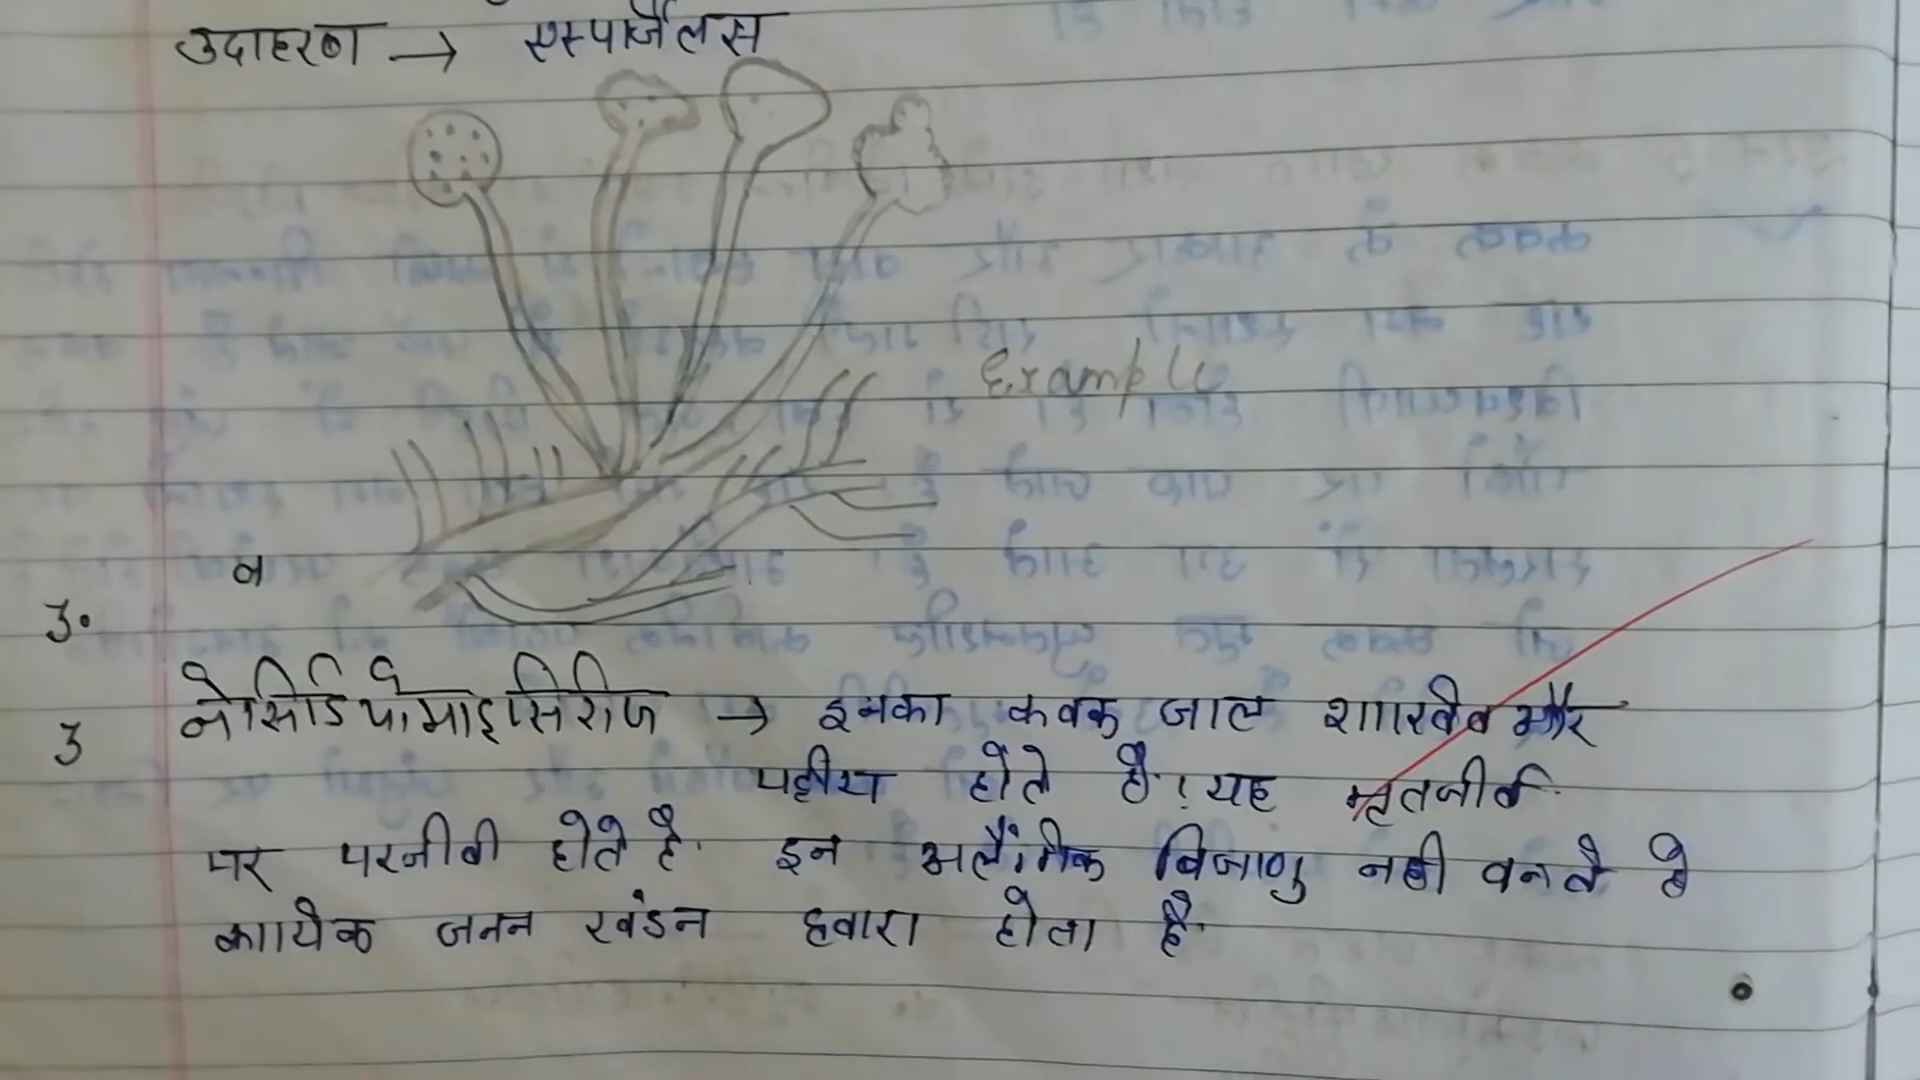 उदाहरण → एस्पर्जिलस
Example
व
3.
3 नेसिडियोमाइसिरिज → इनका कवक जाल शाखित और
पट्टीय होते है। यह मृतजीवी
पर परजीवी होते है. इन अलैंगिक बिजाणु नही बनते है
कायिक जनन खंडन द्वारा होता है